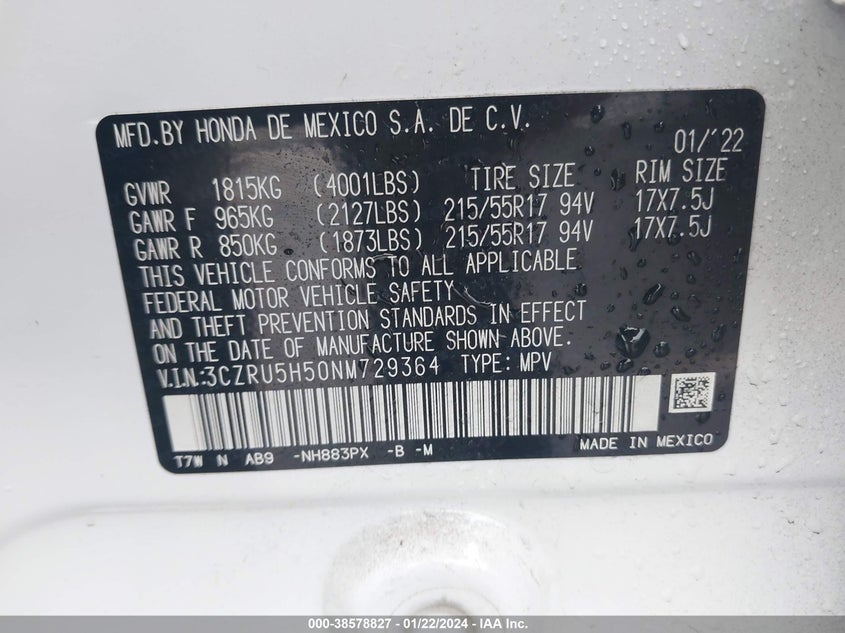 MFD.BY HONDA DE MEXICO S.A. DE C.V.
01/'22
GVWR 1815KG (4001LBS) TIRE SIZE RIM SIZE
GAWR F 965KG (2127LBS) 215/55R17 94V 17X7.5J
GAWR R 850KG (1873LBS) 215/55R17 94V 17X7.5J
THIS VEHICLE CONFORMS TO ALL APPLICABLE
FEDERAL MOTOR VEHICLE SAFETY
AND THEFT PREVENTION STANDARDS IN EFFECT
ON THE DATE OF MANUFACTURE SHOWN ABOVE.
V.I.N:3CZRU5H50NM729364 TYPE: MPV
T7W N AB9 -NH883PX -B -M MADE IN MEXICO
000-38578827 - 01/22/2024 - IAA Inc.